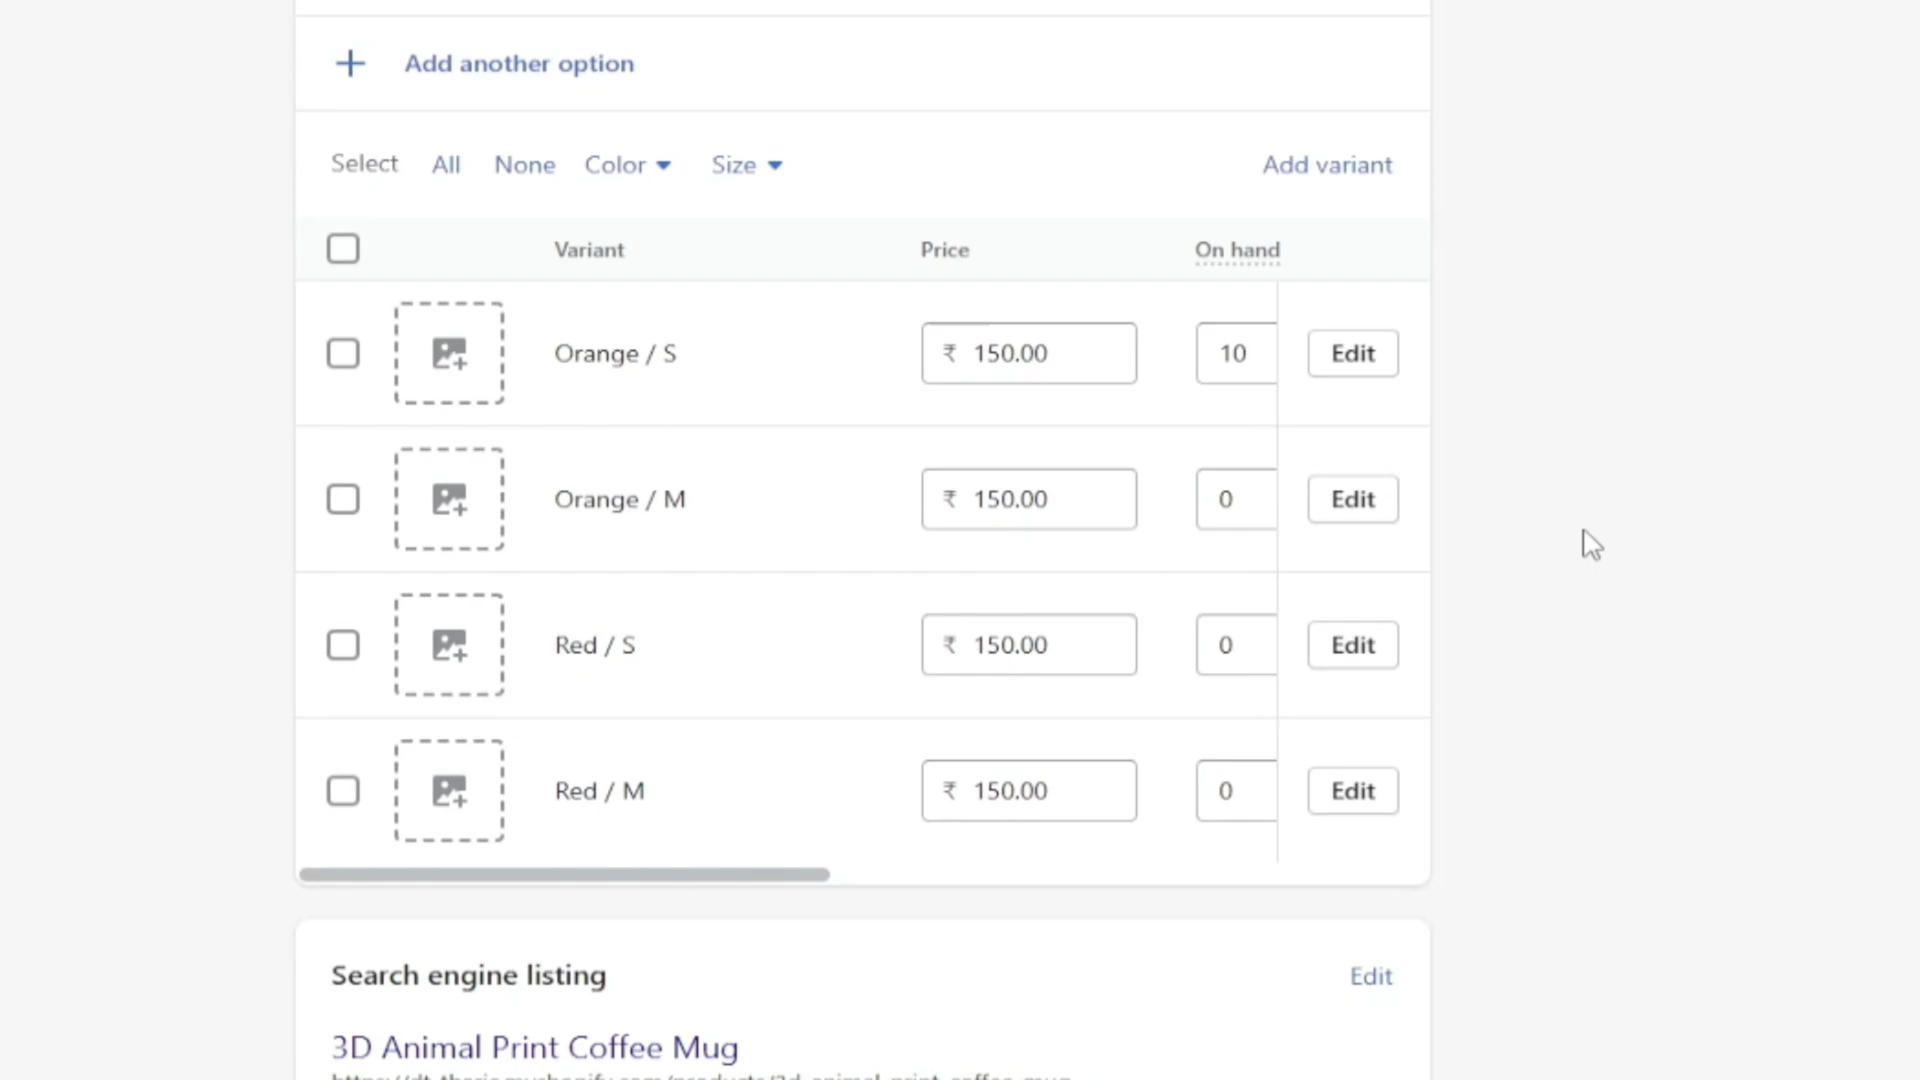 Add another option
Select All None Color Size Add variant
Variant Price On hand
Orange / S ₹ 150.00 10 Edit
Orange / M ₹ 150.00 0 Edit
Red / S ₹ 150.00 0 Edit
Red / M ₹ 150.00 0 Edit
Search engine listing Edit
3D Animal Print Coffee Mug